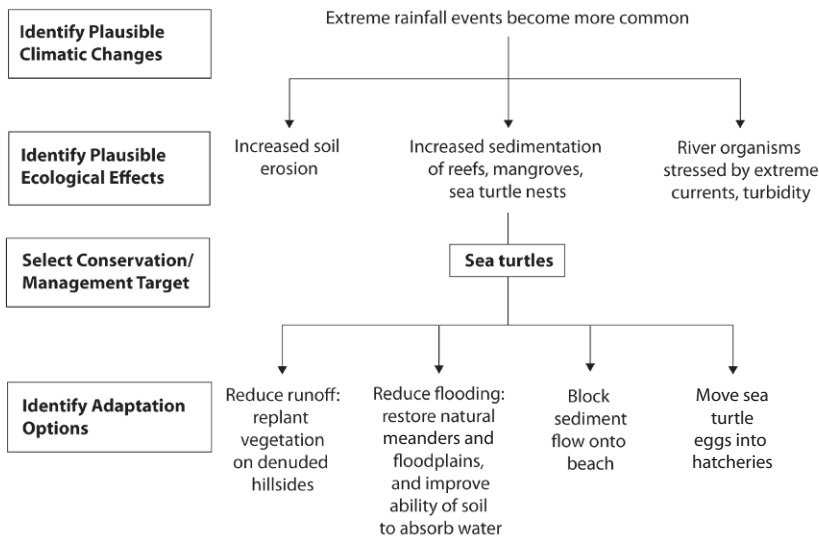 Identify Plausible
Climatic Changes
Extreme rainfall events become more common
Identify Plausible
Ecological Effects
Increased soil
erosion
Increased sedimentation
of reefs, mangroves,
sea turtle nests
River organisms
stressed by extreme
currents, turbidity
Select Conservation/
Management Target
Sea turtles
Identify Adaptation
Options
Reduce runoff:
replant
vegetation
on denuded
hillsides
Reduce flooding:
restore natural
meanders and
floodplains,
and improve
ability of soil
to absorb water
Block
sediment
flow onto
beach
Move sea
turtle
eggs into
hatcheries